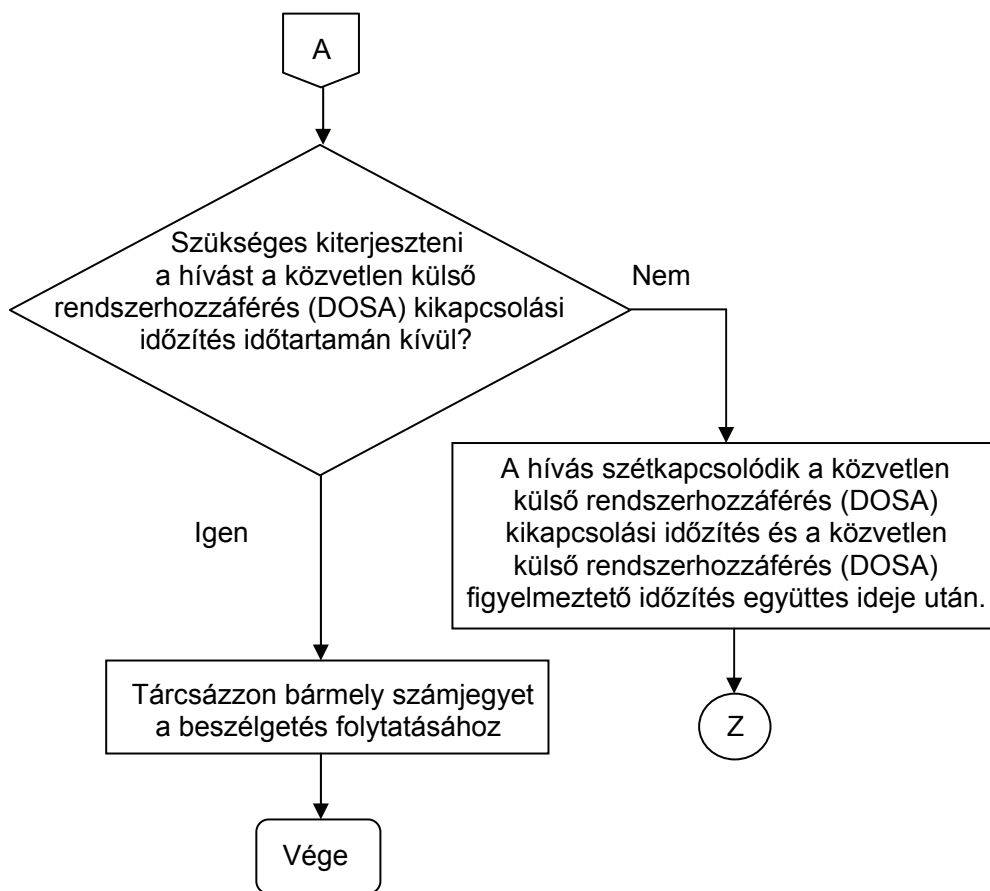 A
Szükséges kiterjeszteni
a hívást a közvetlen külső
rendszerhozzáférés (DOSA) kikapcsolási
időzítés időtartamán kívül?
Nem
Igen
A hívás szétkapcsolódik a közvetlen
külső rendszerhozzáférés (DOSA)
kikapcsolási időzítés és a közvetlen
külső rendszerhozzáférés (DOSA)
figyelmeztető időzítés együttes ideje után.
Tárcsázzon bármely számjegyet
a beszélgetés folytatásához
Z
Vége